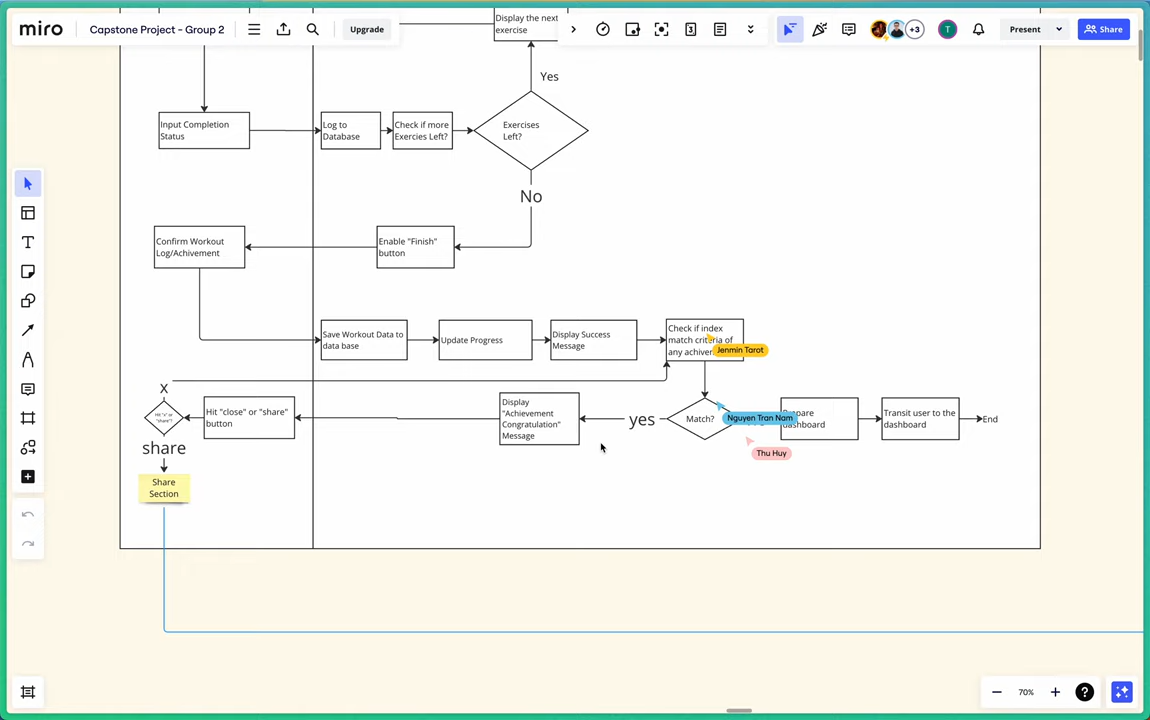 miro
Capstone Project - Group 2
Upgrade
Display the next
exercise
3
+3
T
Present
Share
Yes
Input Completion
Status
Log to
Database
Check if more
Exercies Left?
Exercises
Left?
No
Confirm Workout
Log/Achivement
Enable "Finish"
button
Save Workout Data to
data base
Update Progress
Display Success
Message
Check if index
match criteria of
any
Jenmin Tarot
X
Hit "x" or
"share"?
Hit "close" or "share"
button
Display
"Achievement
Congratulation"
Message
yes
Match?
Nguyen Tran Nam
dashboard
Transit user to the
dashboard
End
share
Thu Huy
Share
Section
70%
?